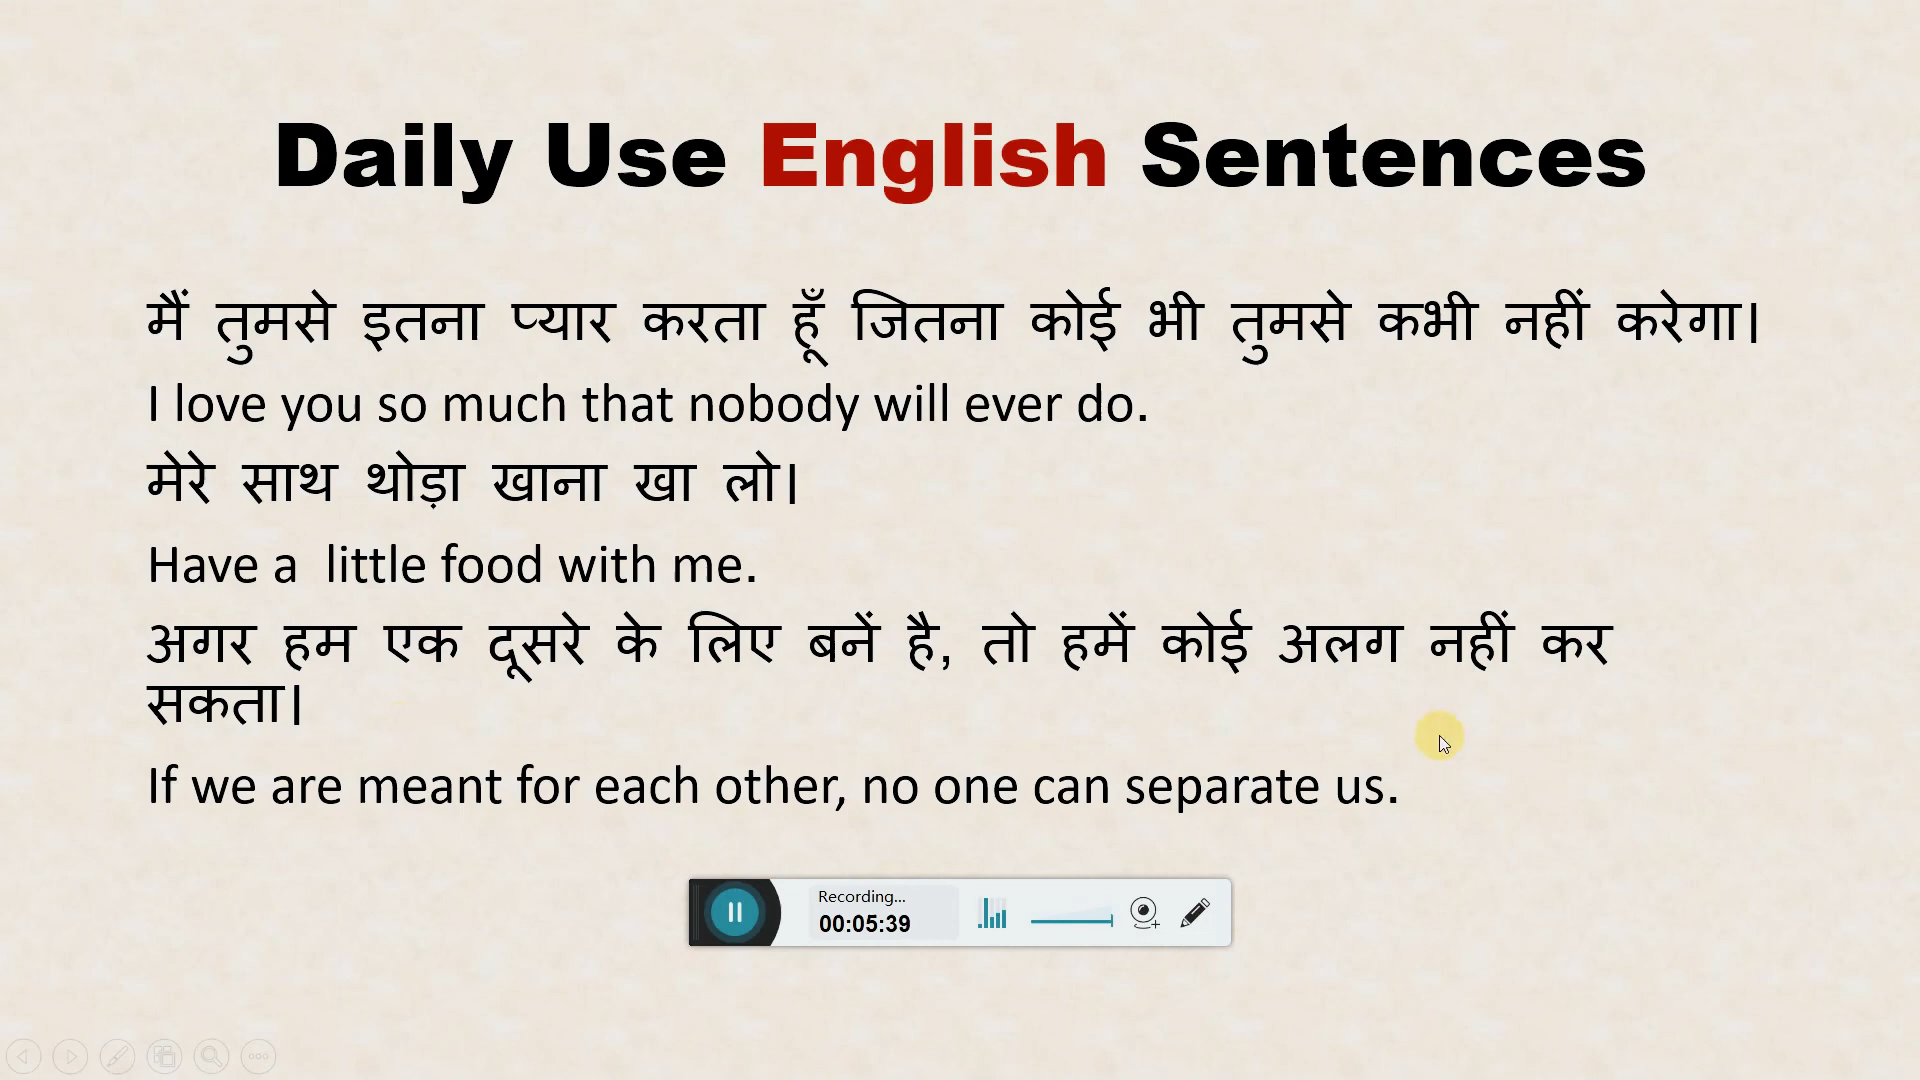 Daily Use English Sentences
मैं तुमसे इतना प्यार करता हूँ जितना कोई भी तुमसे कभी नहीं करेगा।
I love you so much that nobody will ever do.
मेरे साथ थोड़ा खाना खा लो।
Have a  little food with me.
अगर हम एक दूसरे के लिए बनें है, तो हमें कोई अलग नहीं कर
सकता।
If we are meant for each other, no one can separate us.
Recording...
00:05:39